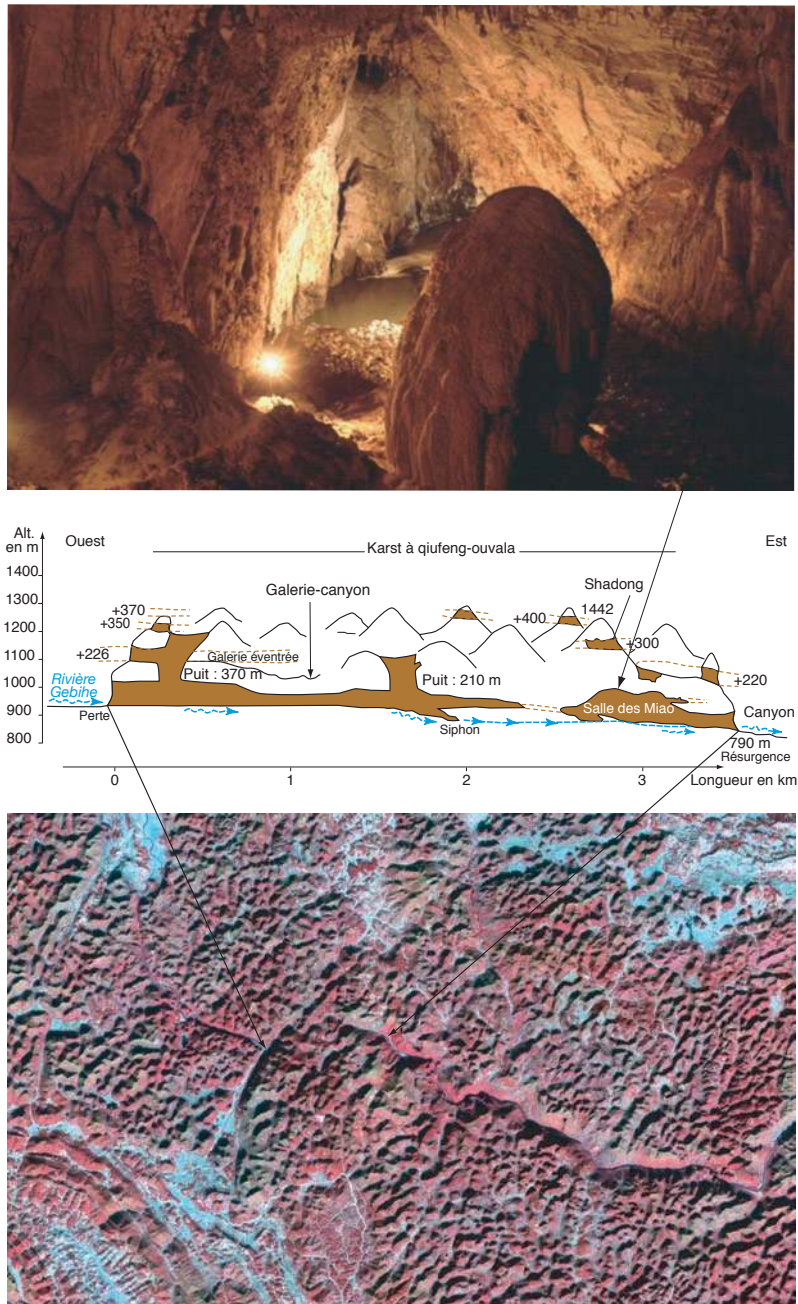 Alt.
en m
Ouest
Est
Karst à qiufeng-ouvala
1400
1300
1200
1100
1000
900
800
Galerie-canyon
Shadong
+370
+350
+226
+400
1442
+300
+220
Galerie éventrée
Puit : 370 m
Puit : 210 m
Rivière
Gebihe
Perte
Siphon
Salle des Miao
Canyon
790 m
Résurgence
0
1
2
3
Longueur en km